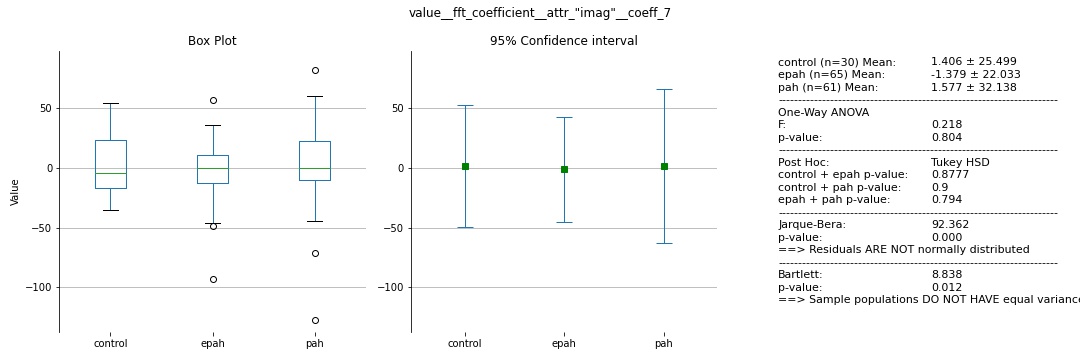 value__fft_coefficient__attr_"imag"__coeff_7
Box Plot
Value
50
0
−50
−100
control epah pah
95% Confidence interval
50
0
−50
−100
control epah pah
control (n=30) Mean: 1.406 ± 25.499
epah (n=65) Mean: -1.379 ± 22.033
pah (n=61) Mean: 1.577 ± 32.138
One-Way ANOVA
F: 0.218
p-value: 0.804
Post Hoc: Tukey HSD
control + epah p-value: 0.8777
control + pah p-value: 0.9
epah + pah p-value: 0.794
Jarque-Bera: 92.362
p-value: 0.000
==> Residuals ARE NOT normally distributed
Bartlett: 8.838
p-value: 0.012
==> Sample populations DO NOT HAVE equal variance